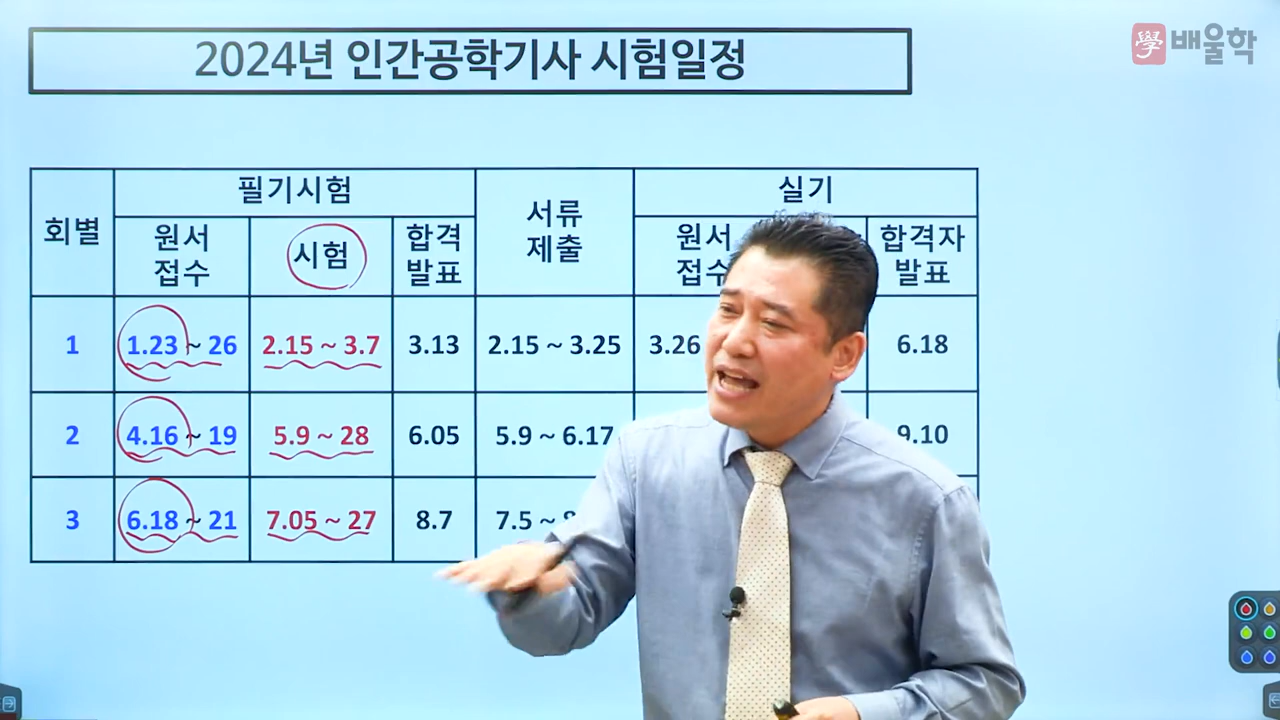 2024년 인간공학기사 시험일정
學 배울학
회별
필기시험
서류
제출
실기
원서
접수
시험
합격
발표
원서
접수
합격자
발표
1
1.23 ~ 26
2.15 ~ 3.7
3.13
2.15 ~ 3.25
3.26
6.18
2
4.16 ~ 19
5.9 ~ 28
6.05
5.9 ~ 6.17
9.10
3
6.18 ~ 21
7.05 ~ 27
8.7
7.5 ~